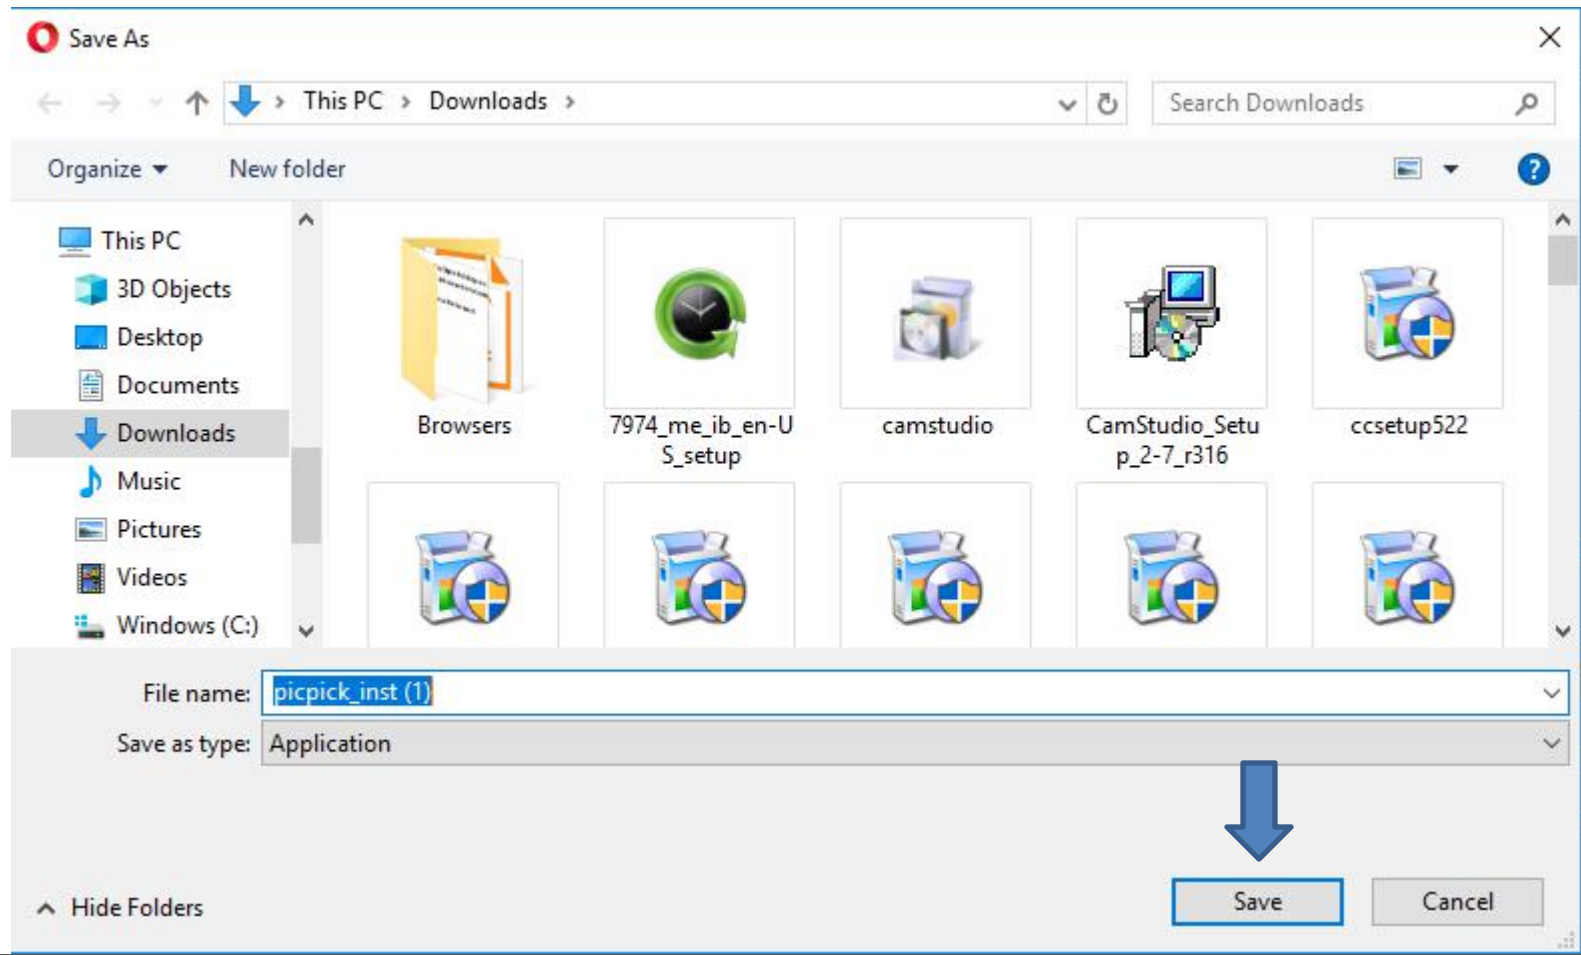 Save As
This PC > Downloads >
Search Downloads
Organize
New folder
This PC
3D Objects
Desktop
Documents
Downloads
Music
Pictures
Videos
Windows (C:)
Browsers
7974_me_ib_en-U
S_setup
camstudio
CamStudio_Setu
p_2-7_r316
ccsetup522
File name: picpick_inst (1)
Save as type: Application
Hide Folders
Save
Cancel